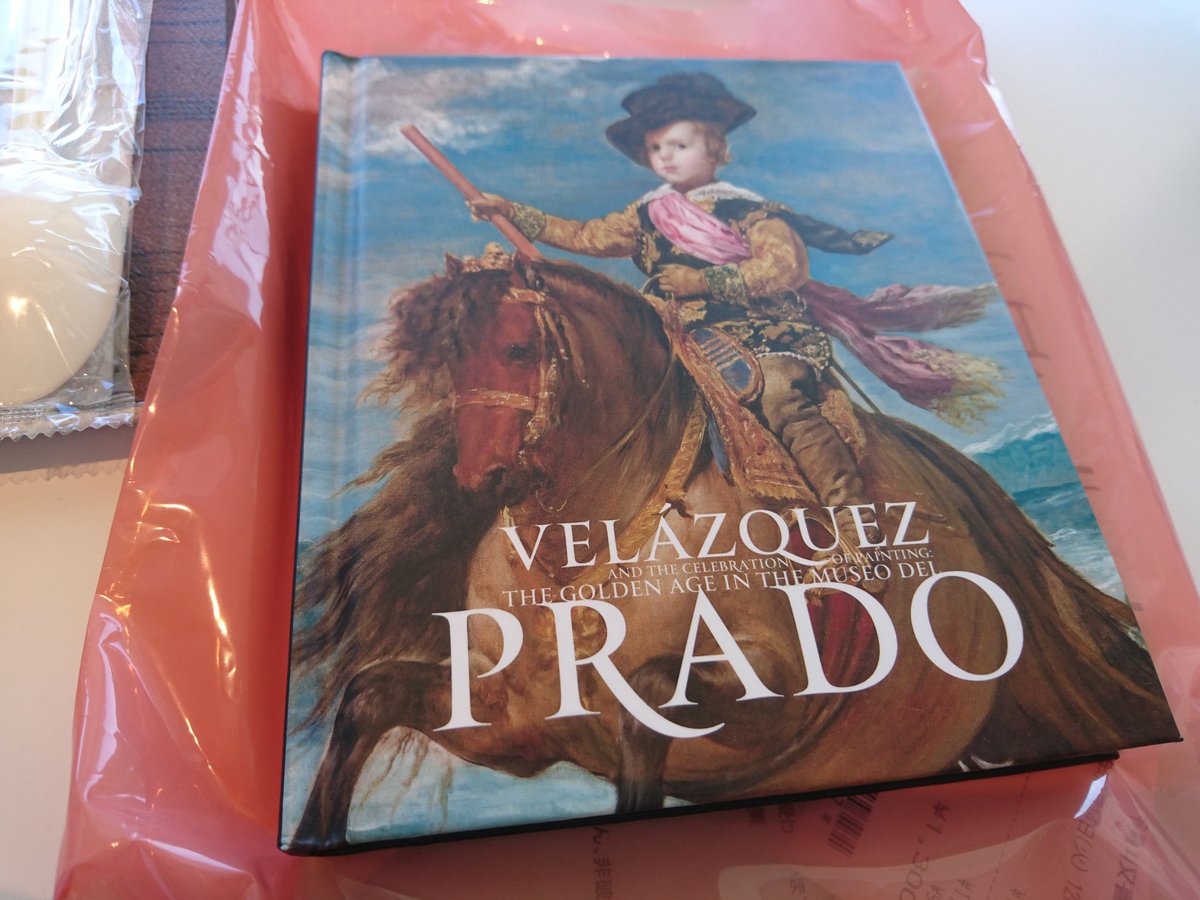 VELÁZQUEZ
AND THE CELEBRATION OF PAINTING:
THE GOLDEN AGE IN THE MUSEO DEL
PRADO